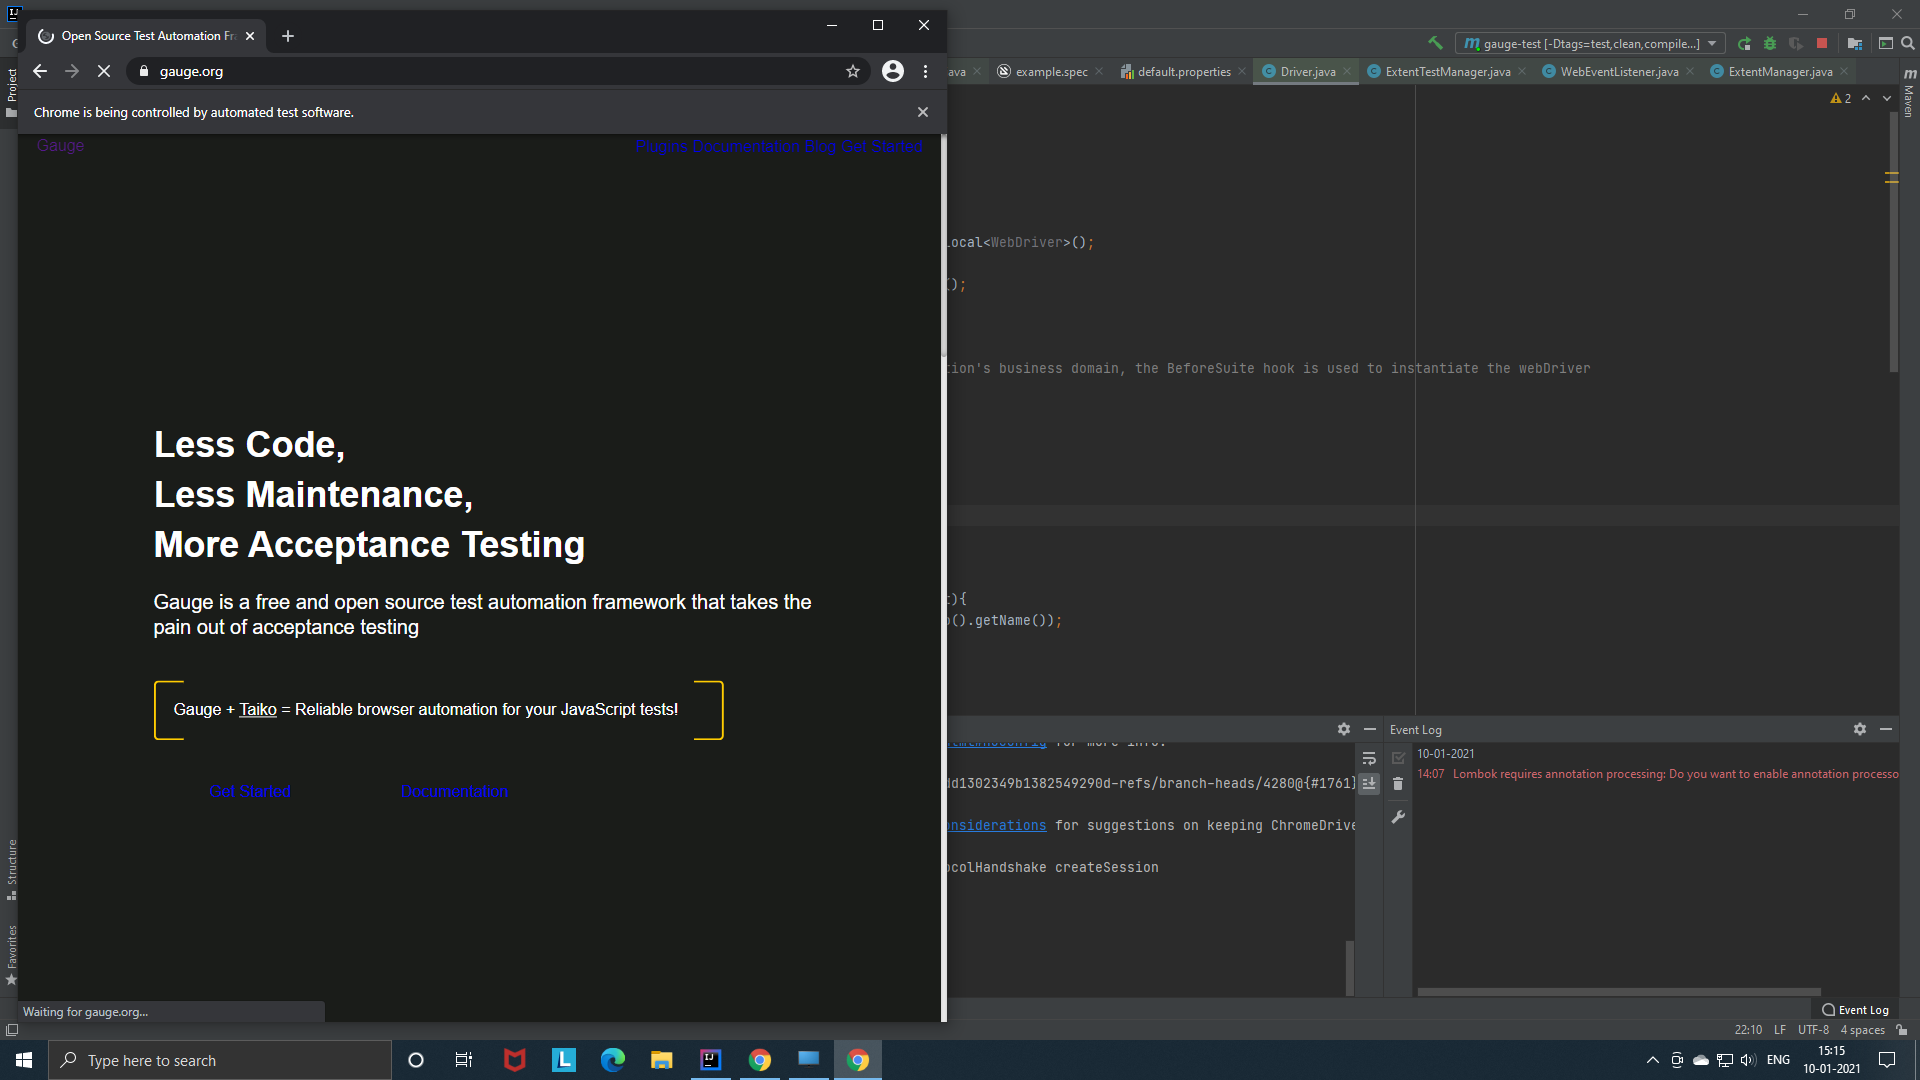 Open Source Test Automation Fr
gauge.org
Chrome is being controlled by automated test software.
Gauge
Plugins Documentation Blog Get Started
Less Code,
Less Maintenance,
More Acceptance Testing
Gauge is a free and open source test automation framework that takes the
pain out of acceptance testing
Gauge + Taiko = Reliable browser automation for your JavaScript tests!
Get Started Documentation
Waiting for gauge.org...
Project
Structure
Favorites
gauge-test [-Dtags=test,clean,compile...]
ava example.spec default.properties Driver.java ExtentTestManager.java WebEventListener.java ExtentManager.java
Maven
2
ocal<WebDriver>();
();
tion's business domain, the BeforeSuite hook is used to instantiate the webDriver
){
().getName());
for more info.
dd1302349b1382549290d-refs/branch-heads/4280@{#1761}
onsiderations for suggestions on keeping ChromeDrive
ocolHandshake createSession
Event Log
10-01-2021
14:07 Lombok requires annotation processing: Do you want to enable annotation processo
Event Log
22:10 LF UTF-8 4 spaces
Type here to search
ENG
15:15
10-01-2021